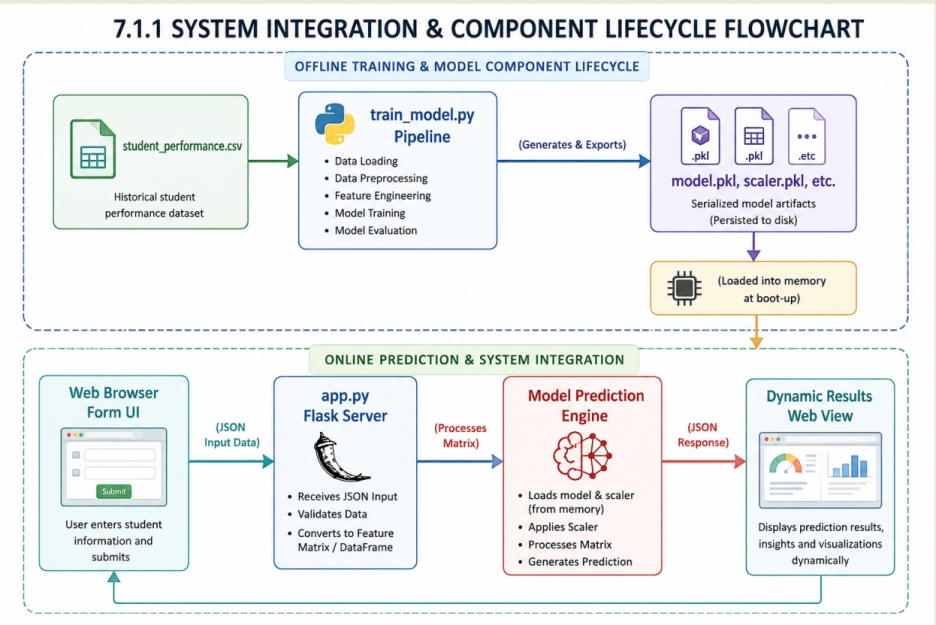 7.1.1 SYSTEM INTEGRATION & COMPONENT LIFECYCLE FLOWCHART
OFFLINE TRAINING & MODEL COMPONENT LIFECYCLE
student_performance.csv
Historical student
performance dataset
train_model.py
Pipeline
• Data Loading
• Data Preprocessing
• Feature Engineering
• Model Training
• Model Evaluation
(Generates & Exports)
.pkl
.pkl
.etc
model.pkl, scaler.pkl, etc.
Serialized model artifacts
(Persisted to disk)
(Loaded into memory
at boot-up)
ONLINE PREDICTION & SYSTEM INTEGRATION
Web Browser
Form UI
Submit
User enters student
information and
submits
(JSON
Input Data)
app.py
Flask Server
• Receives JSON Input
• Validates Data
• Converts to Feature
Matrix / DataFrame
(Processes
Matrix)
Model Prediction
Engine
• Loads model & scaler
(from memory)
• Applies Scaler
• Processes Matrix
• Generates Prediction
(JSON
Response)
Dynamic Results
Web View
Displays prediction results,
insights and visualizations
dynamically